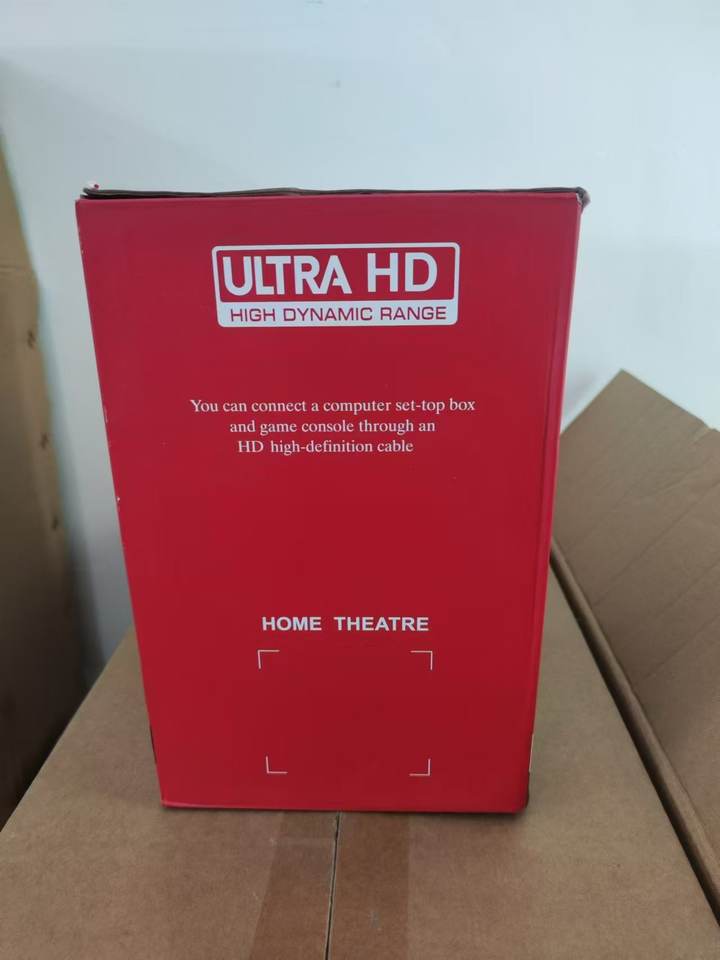 ULTRA HD
HIGH DYNAMIC RANGE
You can connect a computer set-top box
and game console through an
HD high-definition cable
HOME THEATRE